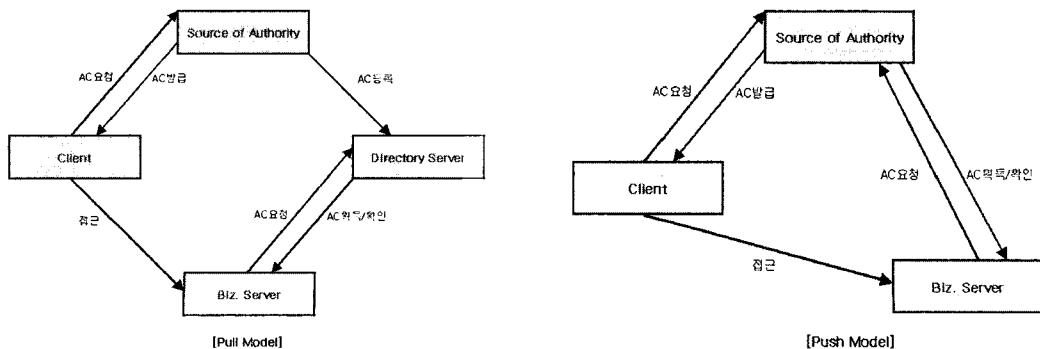 Source of Authority
AC요청
AC발급
AC등록
Client
Directory Server
접근
AC요청
AC획득/확인
Biz. Server
[Pull Model]
Source of Authority
AC요청
AC발급
Client
AC요청
AC획득/확인
접근
Biz. Server
[Push Model]